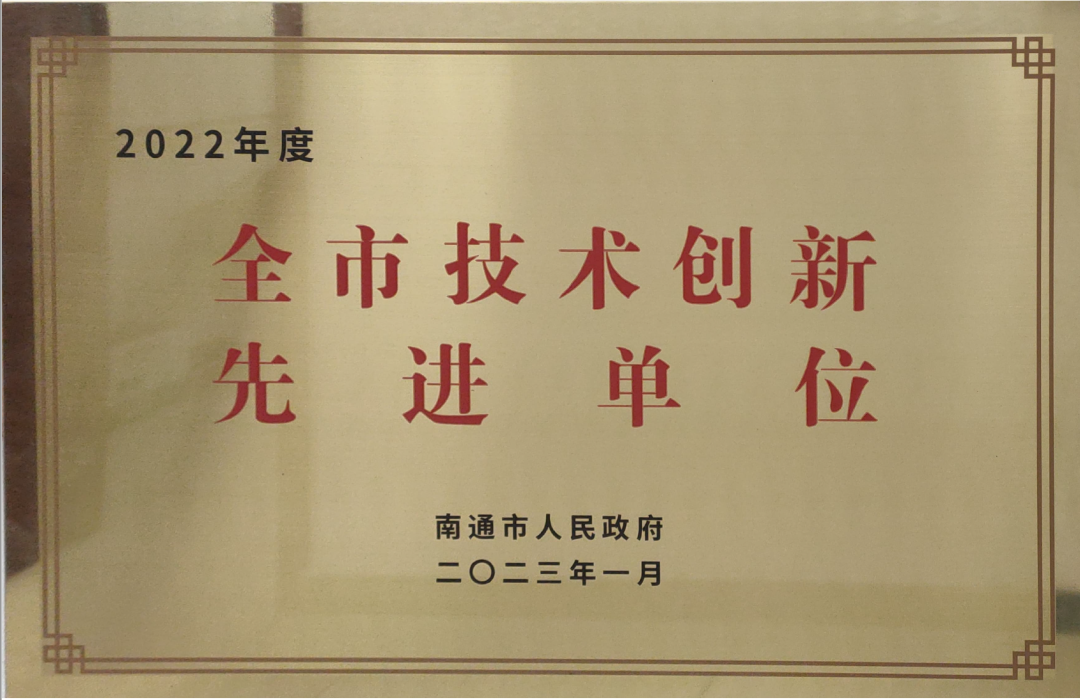 2022年度
全市技术创新
先进单位
南通市人民政府
二〇二三年一月